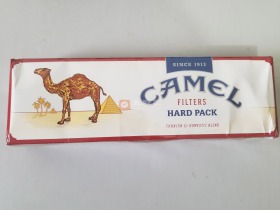 SINCE 1913
CAMEL
FILTERS
HARD PACK
TURKISH & DOMESTIC BLEND